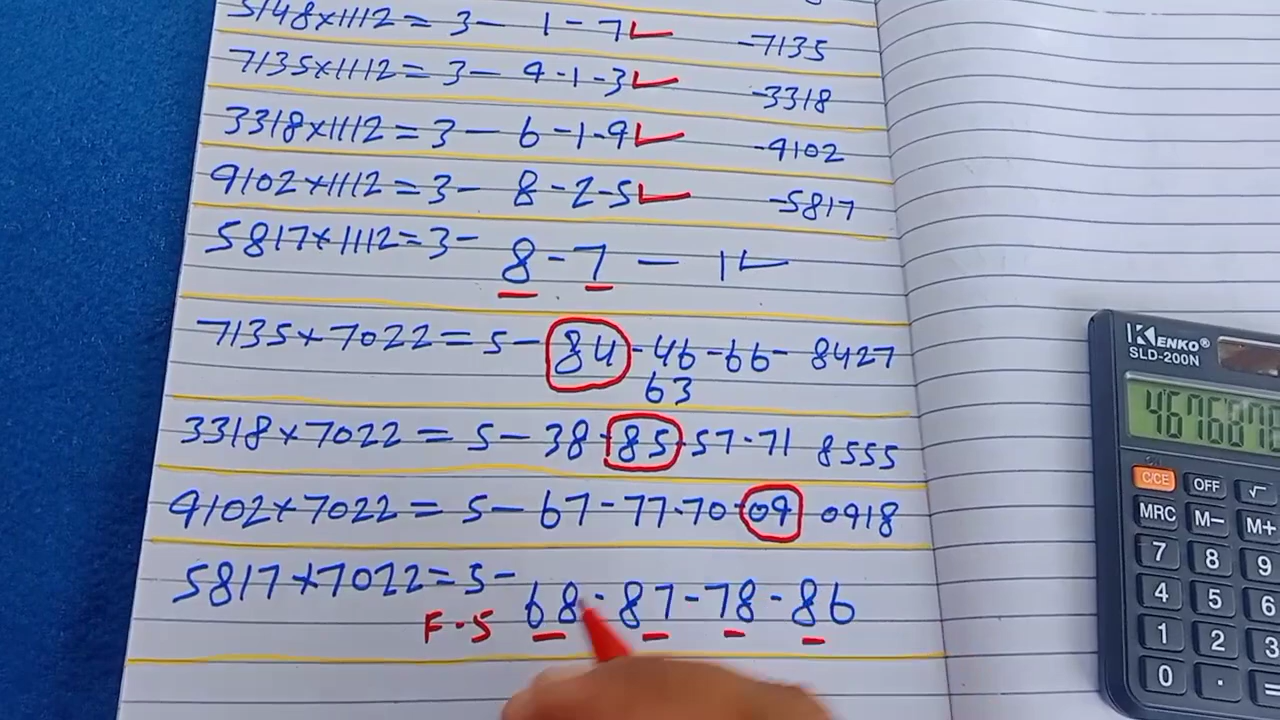 5148×1112 = 3 - 1 - 7 -7135
7135×1112 = 3 - 9 - 1 - 3 -3318
3318×1112 = 3 - 6 - 1 - 9 -9102
9102×1112 = 3 - 8 - 2 - 5 -5817
5817×1112 = 3 - 8 - 7 - 1
7135×7022 = 5 - 84 - 46 - 66 - 8427
63
3318×7022 = 5 - 38 - 85 - 57 - 71 8555
9102×7022 = 5 - 67 - 77 - 70 - 09 0918
5817×7022 = 5 - 68 - 87 - 78 - 86
F-5
KENKO®
SLD-200N
C/CE OFF √
MRC M− M+
7 8 9
4 5 6
1 2 3
0 · =